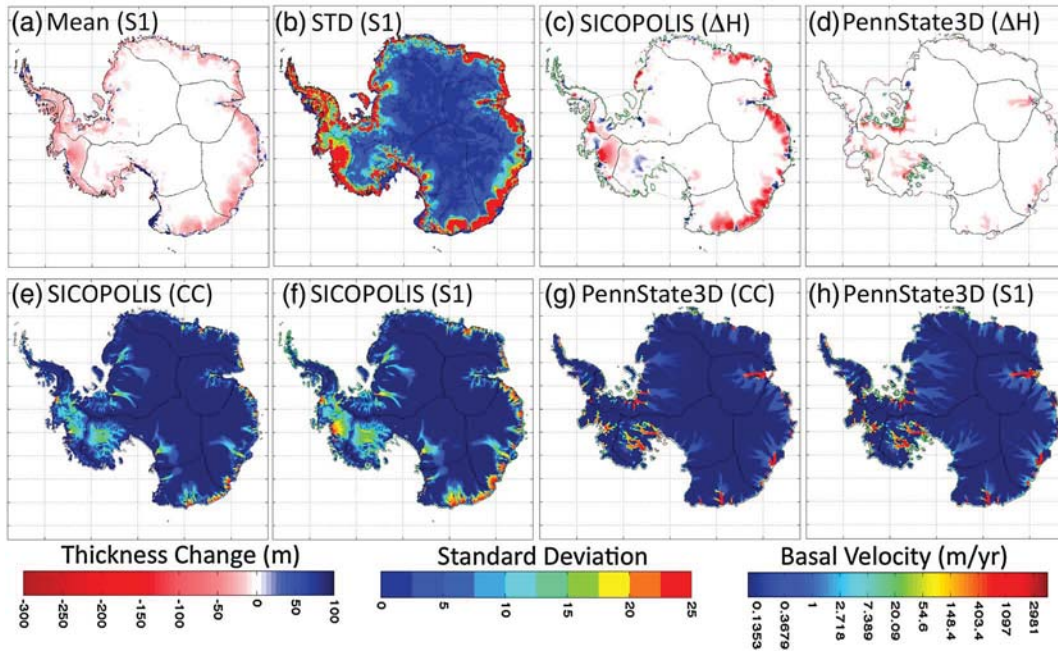 (a) Mean (S1)
(b) STD (S1)
(c) SICOPOLIS (ΔH)
(d) PennState3D (ΔH)
(e) SICOPOLIS (CC)
(f) SICOPOLIS (S1)
(g) PennState3D (CC)
(h) PennState3D (S1)
Thickness Change (m)
-300 -250 -200 -150 -100 -50 0 50 100
Standard Deviation
0 5 10 15 20 25
Basal Velocity (m/yr)
0.1353 0.3679 1 2.718 7.389 20.09 54.6 148.4 403.4 1097 2981